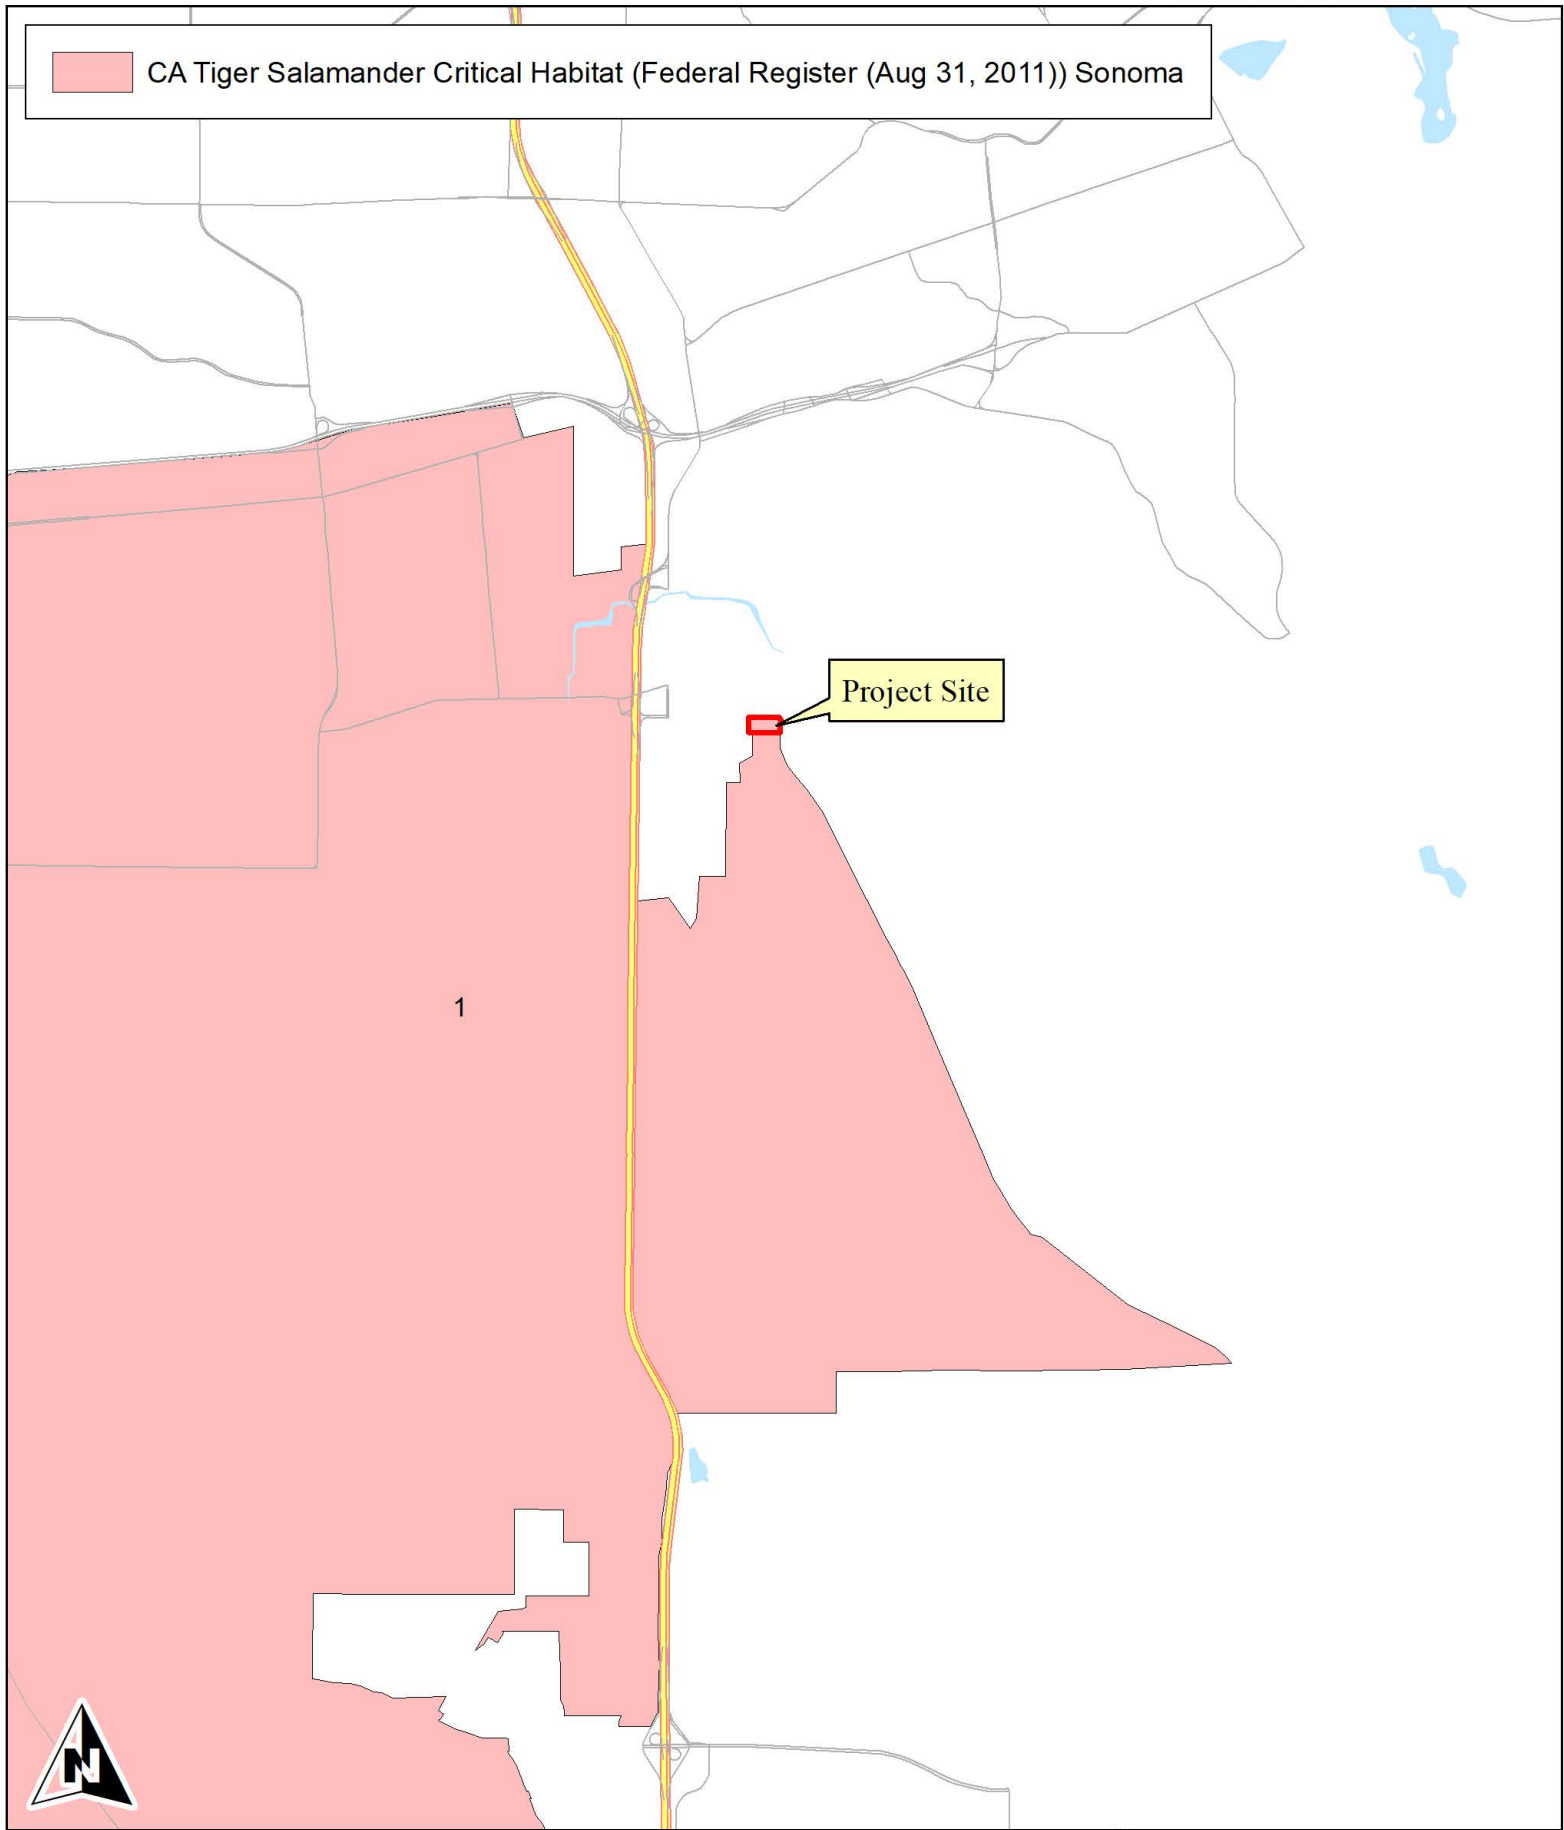 CA Tiger Salamander Critical Habitat (Federal Register (Aug 31, 2011)) Sonoma
Project Site
1
N